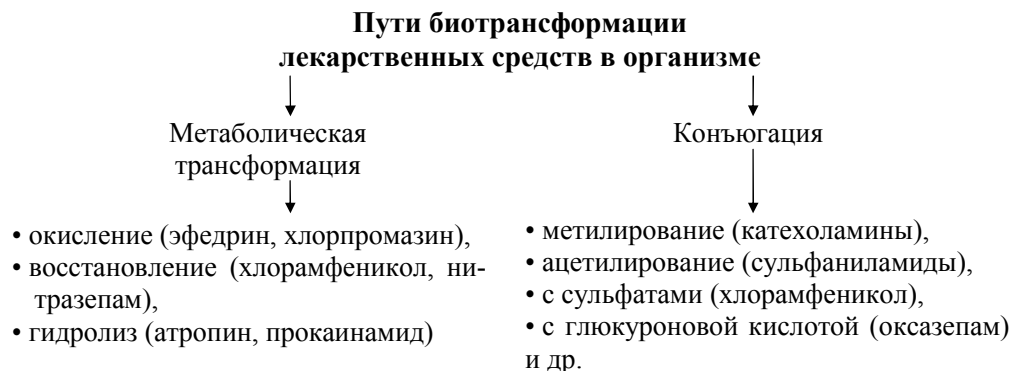 Пути биотрансформации
лекарственных средств в организме
Метаболическая
трансформация
• окисление (эфедрин, хлорпромазин),
• восстановление (хлорамфеникол, ни-
тразепам),
• гидролиз (атропин, прокаинамид)
Конъюгация
• метилирование (катехоламины),
• ацетилирование (сульфаниламиды),
• с сульфатами (хлорамфеникол),
• с глюкуроновой кислотой (оксазепам)
и др.